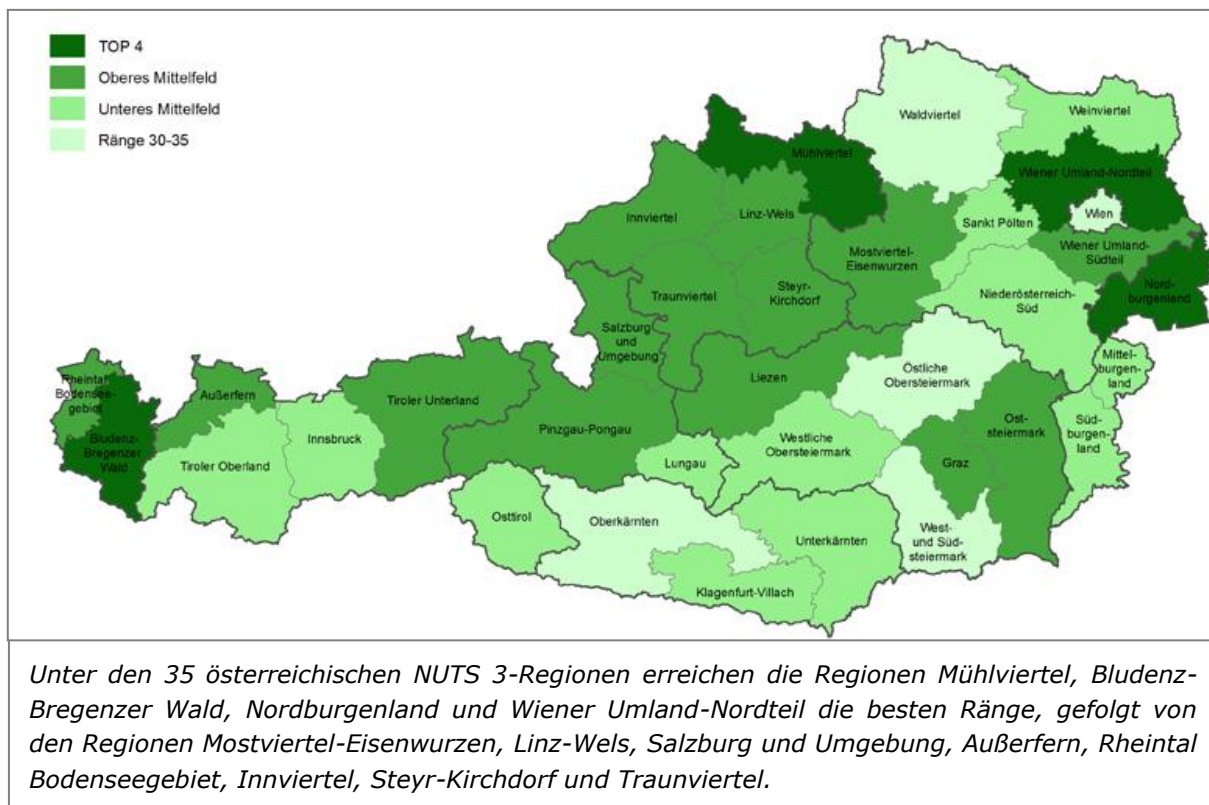 TOP 4
Oberes Mittelfeld
Unteres Mittelfeld
Ränge 30-35
Waldviertel
Weinviertel
Mühlviertel
Wiener Umland-Nordteil
Wien
Innviertel
Linz-Wels
Sankt Pölten
Mostviertel-
Eisenwurzen
Wiener Umland-
Südteil
Nord-
burgenland
Traunviertel
Steyr-
Kirchdorf
Niederösterreich-
Süd
Salzburg
und
Umgebung
Mittel-
burgen-
land
Östliche
Obersteiermark
Liezen
Rheintal-
Bodensee-
gebiet
Außerfern
Tiroler Unterland
Ost-
steiermark
Süd-
burgen-
land
Bludenz-
Bregenzer
Wald
Innsbruck
Pinzgau-Pongau
Westliche
Obersteiermark
Tiroler Oberland
Lungau
Graz
Osttirol
Oberkärnten
Unterkärnten
West-
und Süd-
steiermark
Klagenfurt-Villach
Unter den 35 österreichischen NUTS 3-Regionen erreichen die Regionen Mühlviertel, Bludenz-
Bregenzer Wald, Nordburgenland und Wiener Umland-Nordteil die besten Ränge, gefolgt von
den Regionen Mostviertel-Eisenwurzen, Linz-Wels, Salzburg und Umgebung, Außerfern, Rheintal
Bodenseegebiet, Innviertel, Steyr-Kirchdorf und Traunviertel.